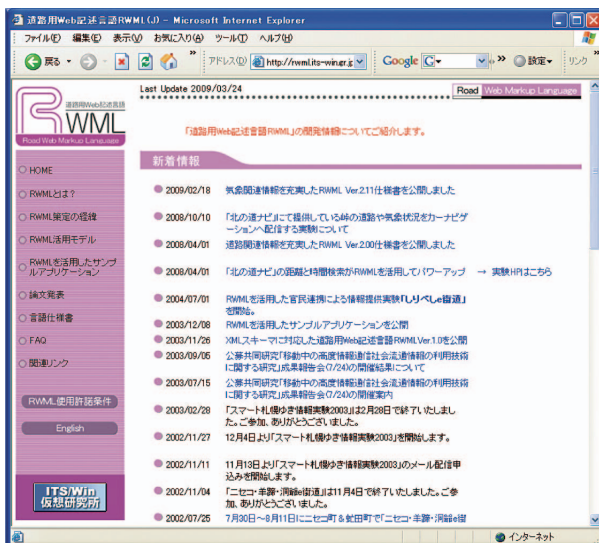 道路用Web記述言語RWML(J) - Microsoft Internet Explorer
ファイル(F) 編集(E) 表示(V) お気に入り(A) ツール(T) ヘルプ(H)
戻る アドレス(D) http://rwml.its-win.gr.jp Google G 設定 リンク
Last Update 2009/03/24
Road Web Markup Language
道路用Web記述言語
RWML
Road Web Markup Language
「道路用Web記述言語RWML」の開発情報についてご紹介します。
新着情報
HOME
RWMLとは?
RWML策定の経緯
RWML活用モデル
RWMLを活用したサンプ
ルアプリケーション
論文発表
言語仕様書
FAQ
関連リンク
RWML使用許諾条件
English
ITS/Win
仮想研究所
2009/02/18 気象関連情報を充実したRWML Ver.2.11仕様書を公開しました
2008/10/10 「北の道ナビ」にて提供している峠の道路や気象状況をカーナビゲ
ーションへ配信する実験について
2008/04/01 道路関連情報を充実したRWML Ver.2.00仕様書を公開しました
2008/04/01 「北の道ナビ」の距離と時間検索がRWMLを活用してパワーアップ → 実験HPはこちら
2004/07/01 RWMLを活用した官民連携による情報提供実験「しりべしe街道」
を開始。
2003/12/08 RWMLを活用したサンプルアプリケーションを公開
2003/11/26 XMLスキーマに対応した道路用Web記述言語RWMLVer.1.0を公開
2003/09/05 公募共同研究「移動中の高度情報通信社会流通情報の利用技術
に関する研究」成果報告会(7/24)の開催結果について
2003/07/15 公募共同研究「移動中の高度情報通信社会流通情報の利用技術
に関する研究」成果報告会(7/24)の開催案内
2003/02/28 「スマート札幌ゆき情報実験2003」は2月28日で終了いたしまし
た。ご参加、ありがとうございました。
2002/11/27 12月4日より「スマート札幌ゆき情報実験2003」を開始します。
2002/11/11 11月13日より「スマート札幌ゆき情報実験2003」のメール配信申
込みを開始します。
2002/11/04 「ニセコ・羊蹄・洞爺e街道」は11月4日で終了いたしました。ご参
加、ありがとうございました。
2002/07/25 7月30日~8月11日にニセコ町&虻田町で「ニセコ・羊蹄・洞爺e街
インターネット